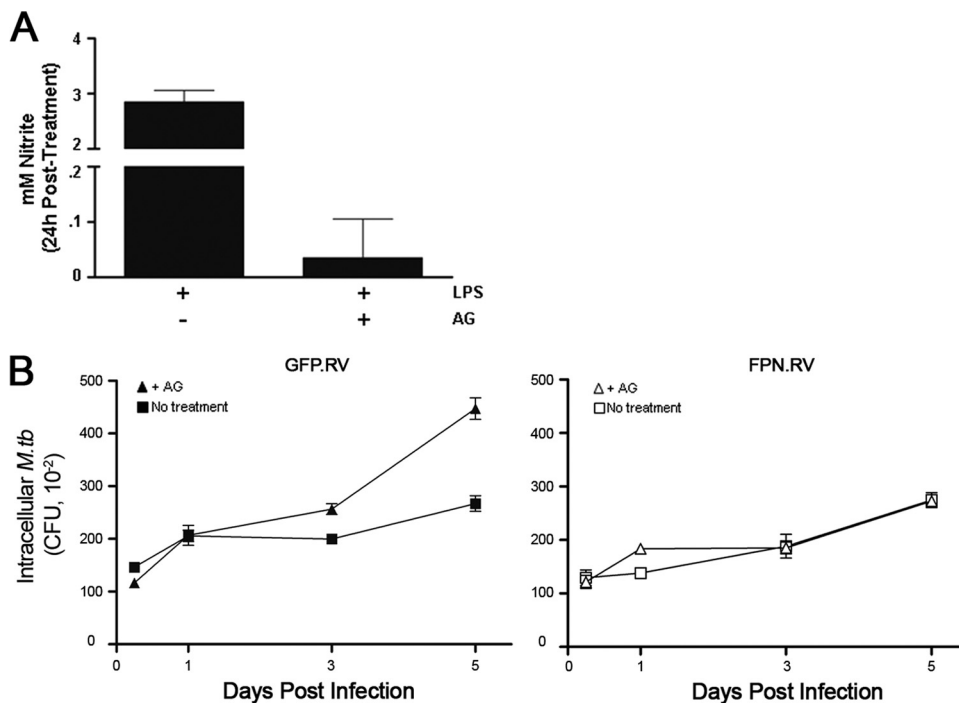 A
mM Nitrite
(24h Post-Treatment)
4
3
2
.2
.1
0
+ + LPS
- + AG
B
GFP.RV
+ AG
No treatment
Intracellular M.tb
(CFU, 10-2)
500
400
300
200
100
0
0 1 3 5
Days Post Infection
FPN.RV
+ AG
No treatment
500
400
300
200
100
0
0 1 3 5
Days Post Infection